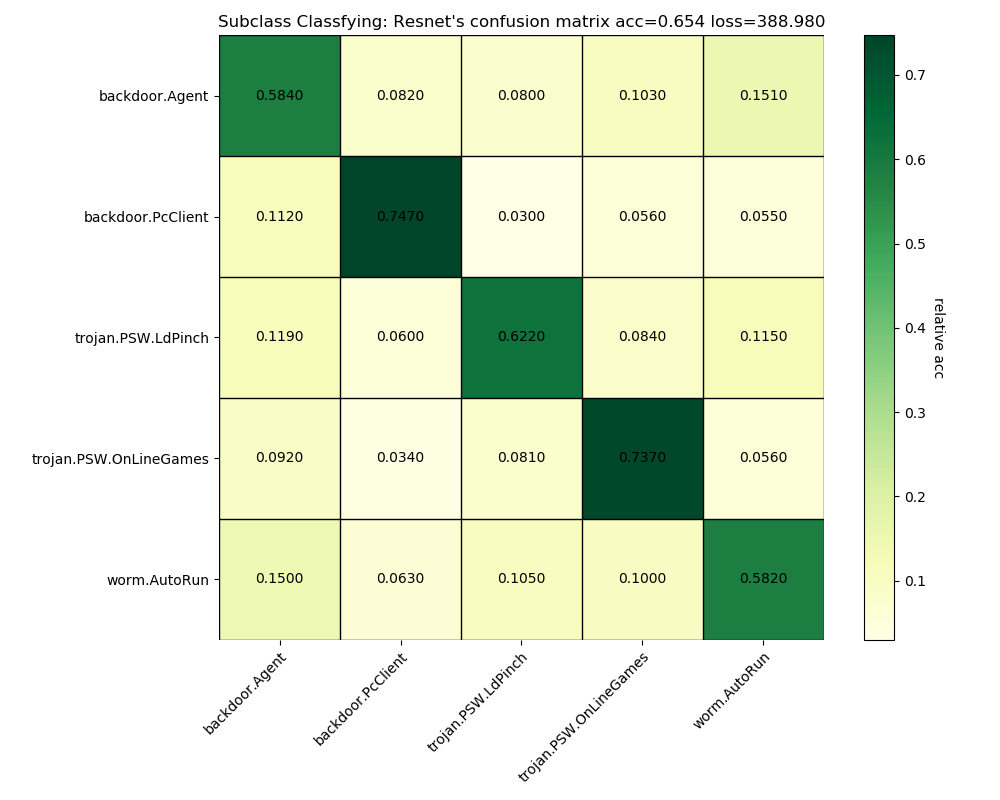 Subclass Classfying: Resnet's confusion matrix acc=0.654 loss=388.980
backdoor.Agent 0.5840 0.0820 0.0800 0.1030 0.1510
backdoor.PcClient 0.1120 0.7470 0.0300 0.0560 0.0550
trojan.PSW.LdPinch 0.1190 0.0600 0.6220 0.0840 0.1150
trojan.PSW.OnLineGames 0.0920 0.0340 0.0810 0.7370 0.0560
worm.AutoRun 0.1500 0.0630 0.1050 0.1000 0.5820
backdoor.Agent
backdoor.PcClient
trojan.PSW.LdPinch
trojan.PSW.OnLineGames
worm.AutoRun
0.7
0.6
0.5
0.4
0.3
0.2
0.1
relative acc